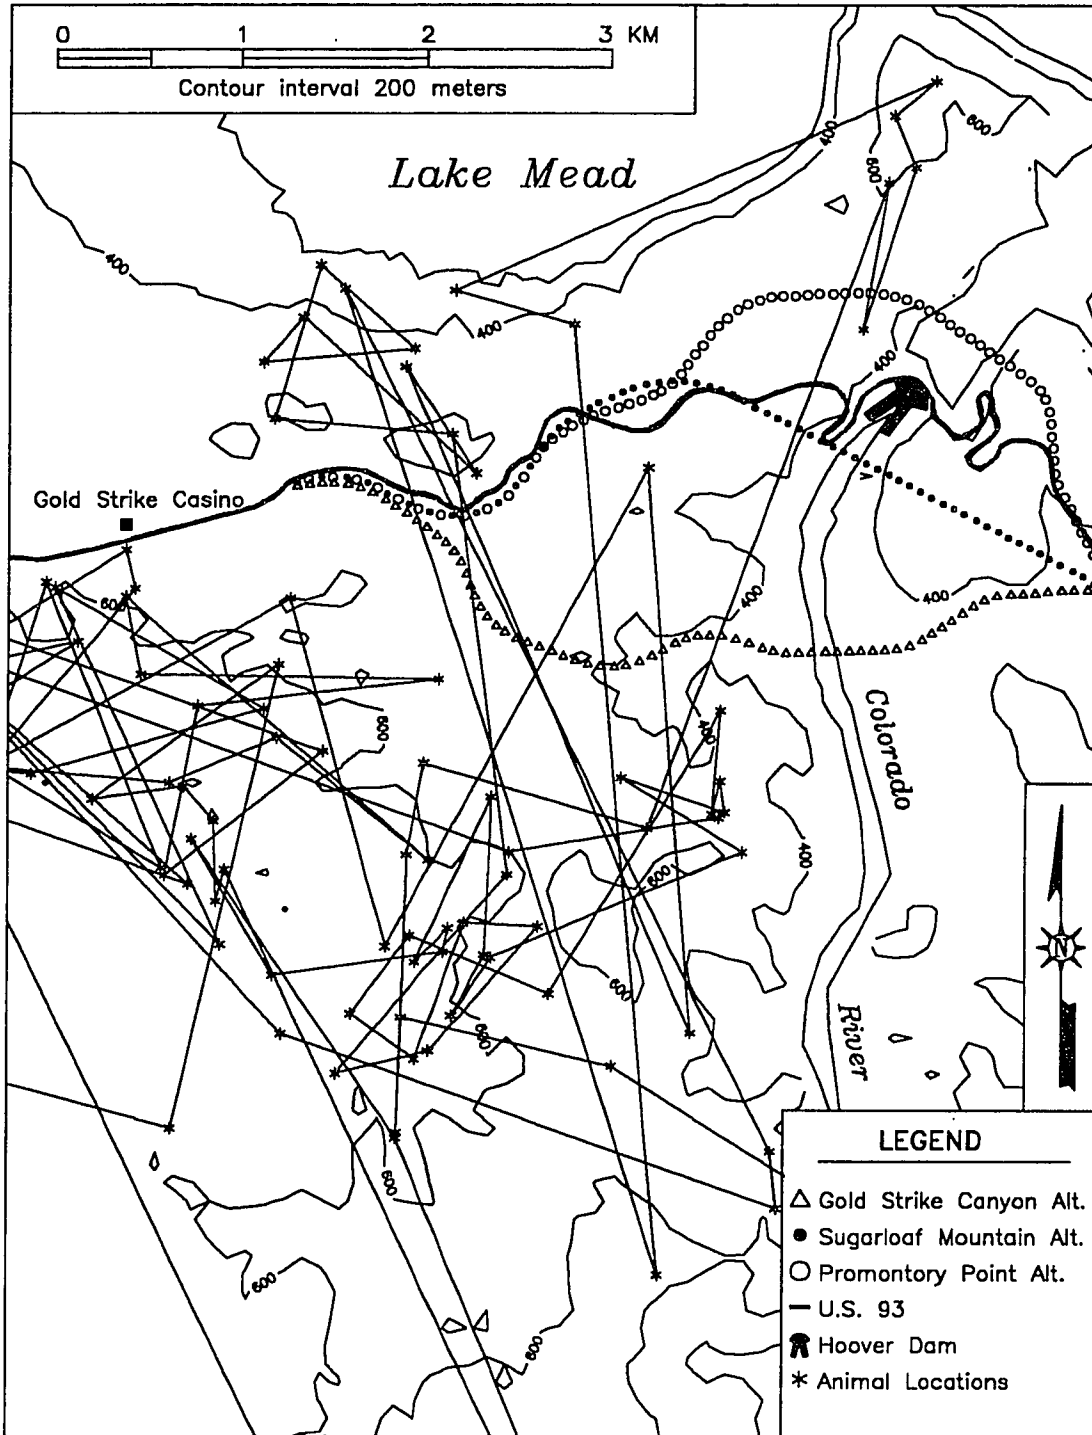 0 1 2 3 KM
Contour interval 200 meters
Lake Mead
400
600
600
400
400
400
Gold Strike Casino
400
400
600
600
400
Colorado
400
600
600
600
River
N
600
600
600
LEGEND
Gold Strike Canyon Alt.
Sugarloaf Mountain Alt.
Promontory Point Alt.
U.S. 93
Hoover Dam
Animal Locations